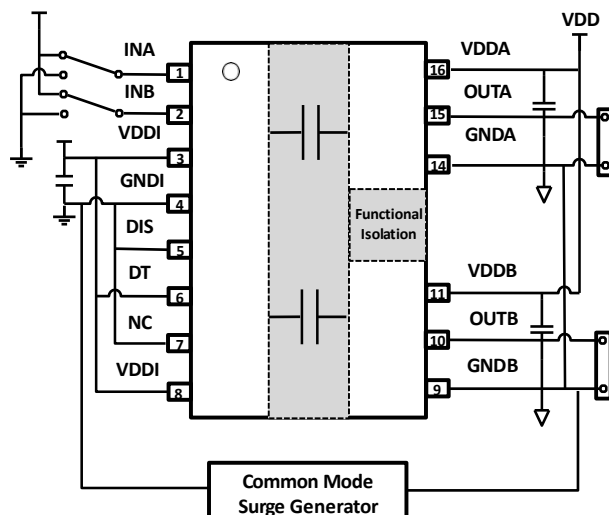 VDD
INA
1
INB
2
VDDI
3
GNDI
4
DIS
5
DT
6
NC
7
VDDI
8
VDDA
16
OUTA
15
GNDA
14
Functional
Isolation
VDDB
11
OUTB
10
GNDB
9
Common Mode
Surge Generator